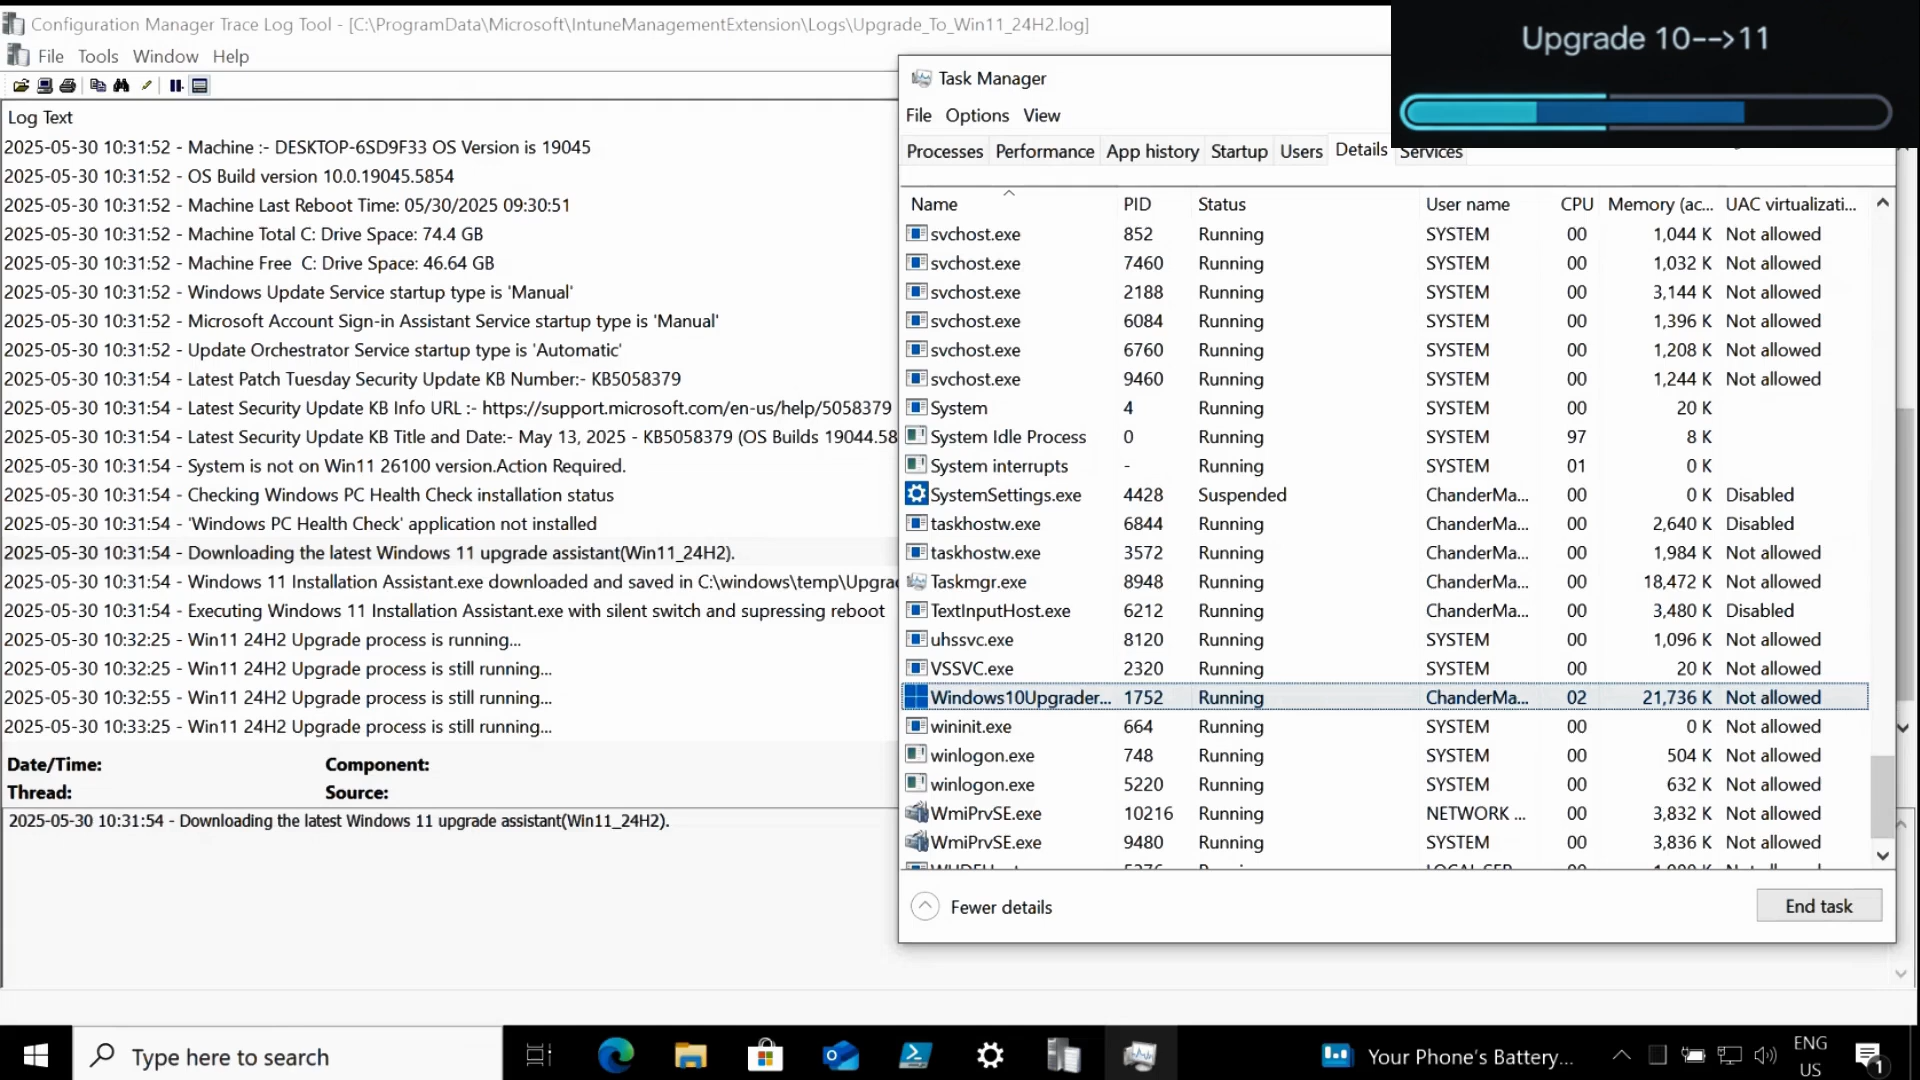 Configuration Manager Trace Log Tool - [C:\ProgramData\Microsoft\IntuneManagementExtension\Logs\Upgrade_To_Win11_24H2.log]
File Tools Window Help
Log Text
2025-05-30 10:31:52 - Machine :- DESKTOP-6SD9F33 OS Version is 19045
2025-05-30 10:31:52 - OS Build version 10.0.19045.5854
2025-05-30 10:31:52 - Machine Last Reboot Time: 05/30/2025 09:30:51
2025-05-30 10:31:52 - Machine Total C: Drive Space: 74.4 GB
2025-05-30 10:31:52 - Machine Free  C: Drive Space: 46.64 GB
2025-05-30 10:31:52 - Windows Update Service startup type is 'Manual'
2025-05-30 10:31:52 - Microsoft Account Sign-in Assistant Service startup type is 'Manual'
2025-05-30 10:31:52 - Update Orchestrator Service startup type is 'Automatic'
2025-05-30 10:31:54 - Latest Patch Tuesday Security Update KB Number:- KB5058379
2025-05-30 10:31:54 - Latest Security Update KB Info URL :- https://support.microsoft.com/en-us/help/5058379
2025-05-30 10:31:54 - Latest Security Update KB Title and Date:- May 13, 2025 - KB5058379 (OS Builds 19044.58
2025-05-30 10:31:54 - System is not on Win11 26100 version.Action Required.
2025-05-30 10:31:54 - Checking Windows PC Health Check installation status
2025-05-30 10:31:54 - 'Windows PC Health Check' application not installed
2025-05-30 10:31:54 - Downloading the latest Windows 11 upgrade assistant(Win11_24H2).
2025-05-30 10:31:54 - Windows 11 Installation Assistant.exe downloaded and saved in C:\windows\temp\Upgra
2025-05-30 10:31:54 - Executing Windows 11 Installation Assistant.exe with silent switch and supressing reboot
2025-05-30 10:32:25 - Win11 24H2 Upgrade process is running...
2025-05-30 10:32:25 - Win11 24H2 Upgrade process is still running...
2025-05-30 10:32:55 - Win11 24H2 Upgrade process is still running...
2025-05-30 10:33:25 - Win11 24H2 Upgrade process is still running...
Date/Time: Component:
Thread: Source:
2025-05-30 10:31:54 - Downloading the latest Windows 11 upgrade assistant(Win11_24H2).
Upgrade 10-->11
Task Manager
File Options View
Processes Performance App history Startup Users Details Services
Name PID Status User name CPU Memory (ac... UAC virtualizati...
svchost.exe 852 Running SYSTEM 00 1,044 K Not allowed
svchost.exe 7460 Running SYSTEM 00 1,032 K Not allowed
svchost.exe 2188 Running SYSTEM 00 3,144 K Not allowed
svchost.exe 6084 Running SYSTEM 00 1,396 K Not allowed
svchost.exe 6760 Running SYSTEM 00 1,208 K Not allowed
svchost.exe 9460 Running SYSTEM 00 1,244 K Not allowed
System 4 Running SYSTEM 00 20 K
System Idle Process 0 Running SYSTEM 97 8 K
System interrupts - Running SYSTEM 01 0 K
SystemSettings.exe 4428 Suspended ChanderMa... 00 0 K Disabled
taskhostw.exe 6844 Running ChanderMa... 00 2,640 K Disabled
taskhostw.exe 3572 Running ChanderMa... 00 1,984 K Not allowed
Taskmgr.exe 8948 Running ChanderMa... 00 18,472 K Not allowed
TextInputHost.exe 6212 Running ChanderMa... 00 3,480 K Disabled
uhssvc.exe 8120 Running SYSTEM 00 1,096 K Not allowed
VSSVC.exe 2320 Running SYSTEM 00 20 K Not allowed
Windows10Upgrader... 1752 Running ChanderMa... 02 21,736 K Not allowed
wininit.exe 664 Running SYSTEM 00 0 K Not allowed
winlogon.exe 748 Running SYSTEM 00 504 K Not allowed
winlogon.exe 5220 Running SYSTEM 00 632 K Not allowed
WmiPrvSE.exe 10216 Running NETWORK ... 00 3,832 K Not allowed
WmiPrvSE.exe 9480 Running SYSTEM 00 3,836 K Not allowed
Fewer details End task
Type here to search
Your Phone's Battery...
ENG
US
1